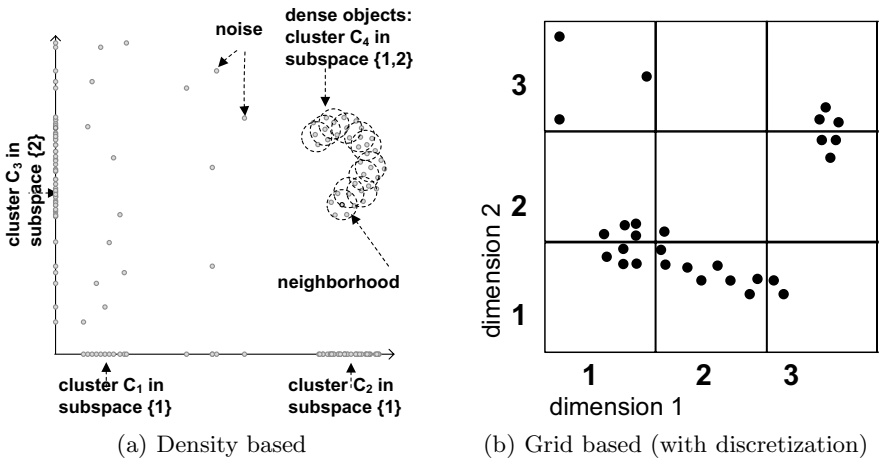 dense objects:
cluster C4 in
subspace {1,2}
noise
cluster C3 in
subspace {2}
neighborhood
cluster C1 in
subspace {1}
cluster C2 in
subspace {1}
(a) Density based
3
2
1
dimension 2
1 2 3
dimension 1
(b) Grid based (with discretization)